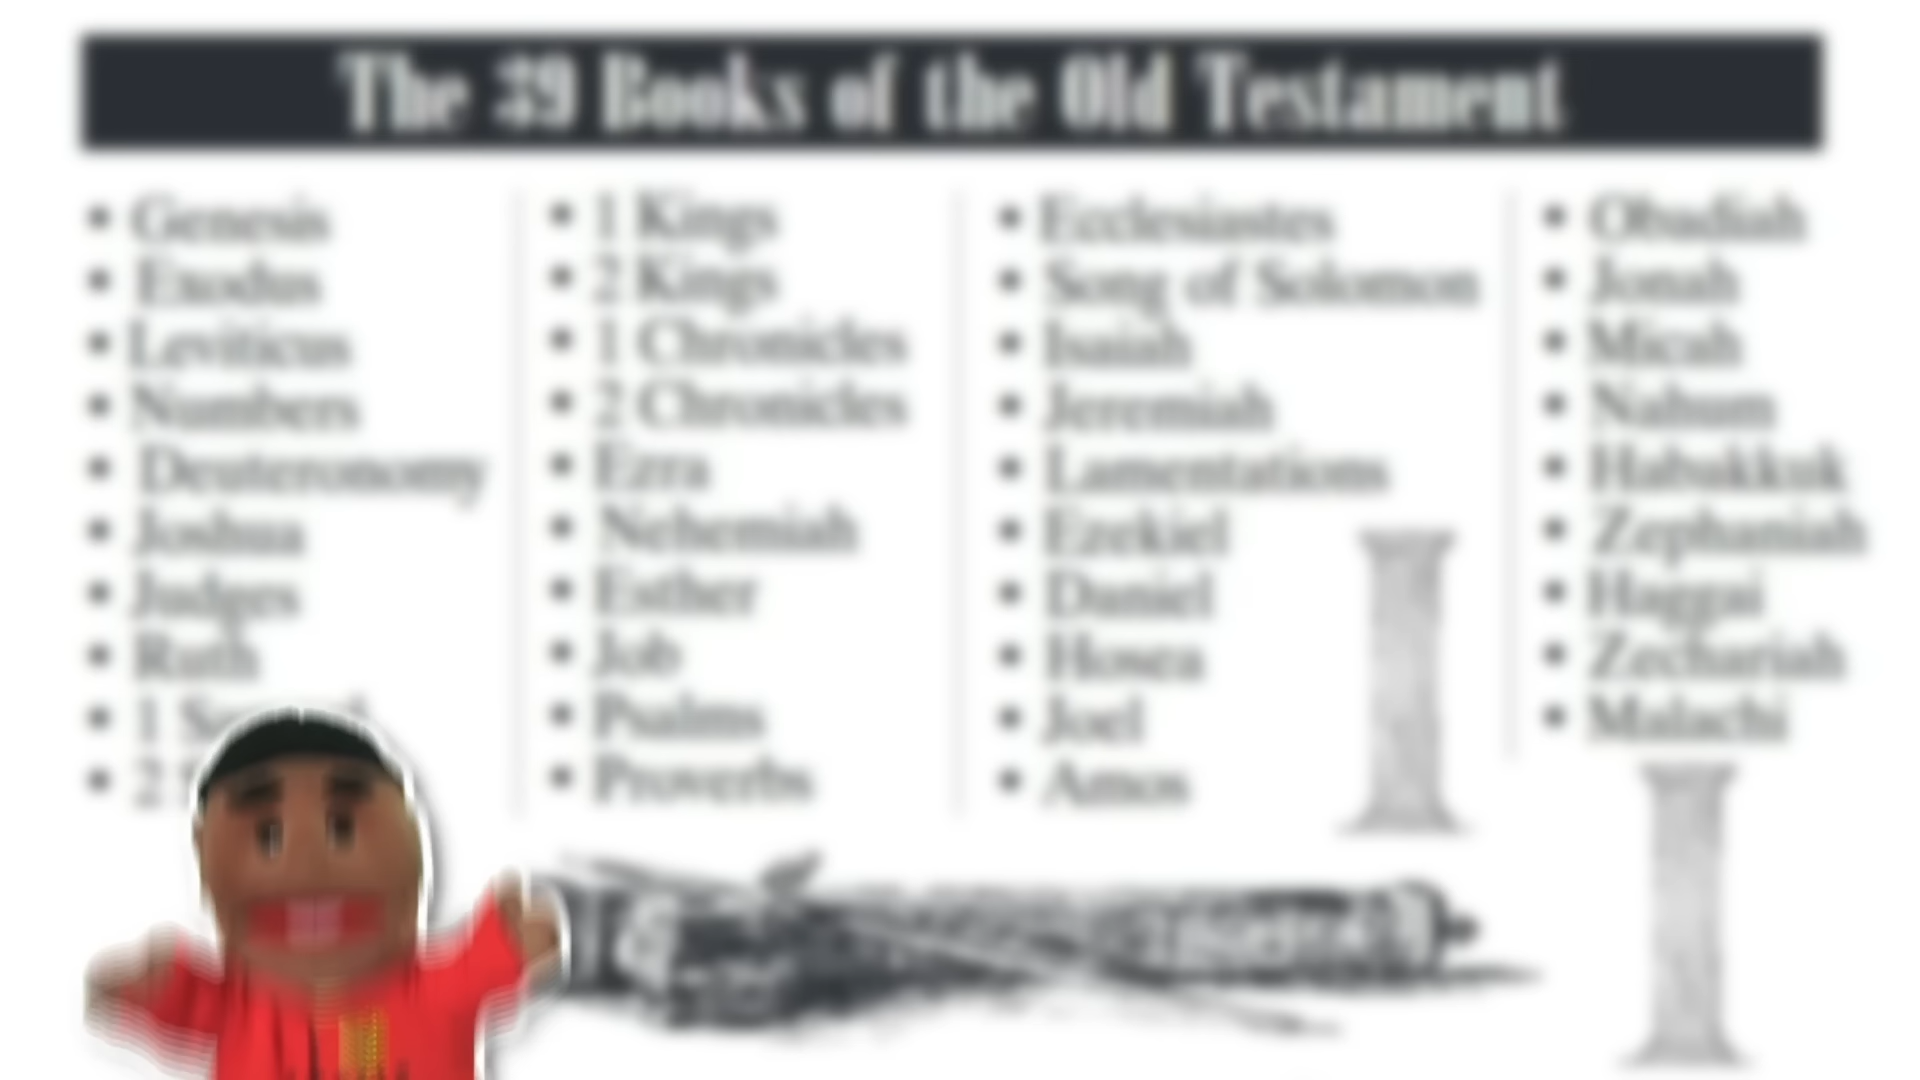 The 39 Books of the Old Testament
• Genesis
• Exodus
• Leviticus
• Numbers
• Deuteronomy
• Joshua
• Judges
• Ruth
• 1
• 2
• 1 Kings
• 2 Kings
• 1 Chronicles
• 2 Chronicles
• Ezra
• Nehemiah
• Esther
• Job
• Psalms
• Proverbs
• Ecclesiastes
• Song of Solomon
• Isaiah
• Jeremiah
• Lamentations
• Ezekiel
• Daniel
• Hosea
• Joel
• Amos
• Obadiah
• Jonah
• Micah
• Nahum
• Habakkuk
• Zephaniah
• Haggai
• Zechariah
• Malachi